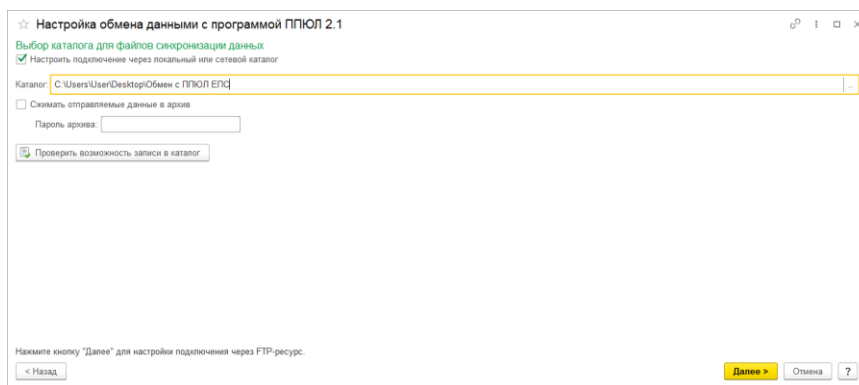 Настройка обмена данными с программой ППЮЛ 2.1
Выбор каталога для файлов синхронизации данных
Настроить подключение через локальный или сетевой каталог
Каталог: C:\Users\User\Desktop\Обмен с ППЮЛ ЕПС ...
Сжимать отправляемые данные в архив
Пароль архива:
Проверить возможность записи в каталог
Нажмите кнопку "Далее" для настройки подключения через FTP-ресурс.
< Назад Далее > Отмена ?